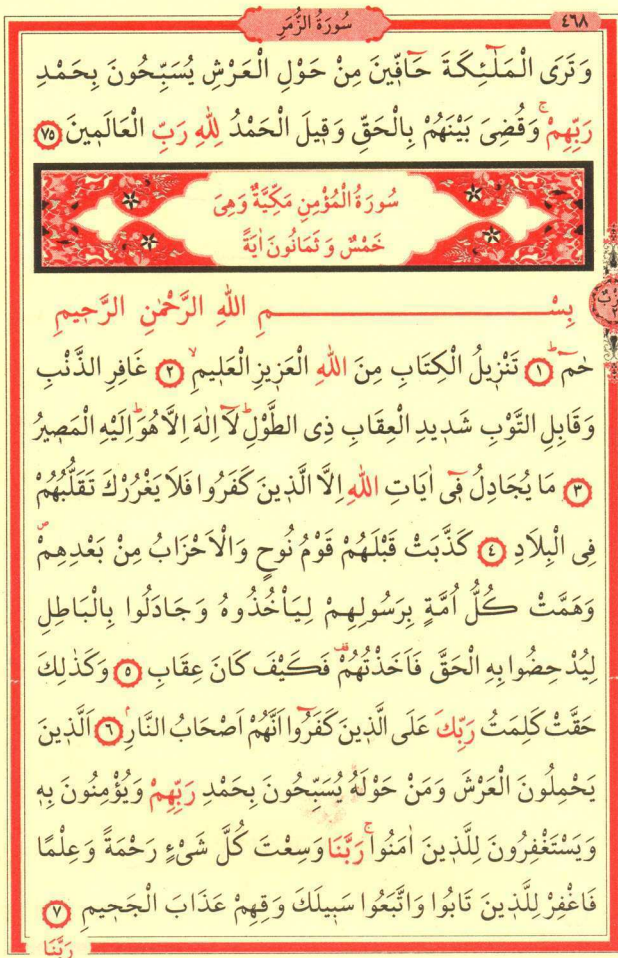 سُورَةُ الزُّمَرِ
٤٦٨
وَتَرَى الْمَلٰٓئِكَةَ حَٓافّ۪ينَ مِنْ حَوْلِ الْعَرْشِ يُسَبِّحُونَ بِحَمْدِ
رَبِّهِمْۚ وَقُضِىَ بَيْنَهُمْ بِالْحَقِّ وَق۪يلَ الْحَمْدُ لِلّٰهِ رَبِّ الْعَالَم۪ينَ ﴿٧٥﴾
سُورَةُ الْمُؤْمِنِ مَكِّيَّةٌ وَهِىَ
خَمْسٌ وَ ثَمَانُونَ اٰيَةً
بِسْمِ اللّٰهِ الرَّحْمٰنِ الرَّح۪يمِ
حٰمٓۜ ﴿١﴾ تَنْز۪يلُ الْكِتَابِ مِنَ اللّٰهِ الْعَز۪يزِ الْعَل۪يمِۙ ﴿٢﴾ غَافِرِ الذَّنْبِ
وَقَابِلِ التَّوْبِ شَد۪يدِ الْعِقَابِ ذِى الطَّوْلِۜ لَٓا اِلٰهَ اِلَّا هُوَۜ اِلَيْهِ الْمَص۪يرُ
﴿٣﴾ مَا يُجَادِلُ ف۪ٓى اٰيَاتِ اللّٰهِ اِلَّا الَّذ۪ينَ كَفَرُوا فَلَا يَغْرُرْكَ تَقَلُّبُهُمْ
فِى الْبِلَادِ ﴿٤﴾ كَذَّبَتْ قَبْلَهُمْ قَوْمُ نُوحٍ وَالْاَحْزَابُ مِنْ بَعْدِهِمْۖ
وَهَمَّتْ كُلُّ اُمَّةٍ بِرَسُولِهِمْ لِيَأْخُذُوهُ وَجَادَلُوا بِالْبَاطِلِ
لِيُدْحِضُوا بِهِ الْحَقَّ فَاَخَذْتُهُمْ۠ فَكَيْفَ كَانَ عِقَابِ ﴿٥﴾ وَكَذٰلِكَ
حَقَّتْ كَلِمَتُ رَبِّكَ عَلَى الَّذ۪ينَ كَفَرُٓوا اَنَّهُمْ اَصْحَابُ النَّارِۢ ﴿٦﴾ اَلَّذ۪ينَ
يَحْمِلُونَ الْعَرْشَ وَمَنْ حَوْلَهُ يُسَبِّحُونَ بِحَمْدِ رَبِّهِمْ وَيُؤْمِنُونَ بِه۪
وَيَسْتَغْفِرُونَ لِلَّذ۪ينَ اٰمَنُواۚ رَبَّنَا وَسِعْتَ كُلَّ شَىْءٍ رَحْمَةً وَعِلْمًا
فَاغْفِرْ لِلَّذ۪ينَ تَابُوا وَاتَّبَعُوا سَب۪يلَكَ وَقِهِمْ عَذَابَ الْجَح۪يمِ ﴿٧﴾
رَبَّنَا